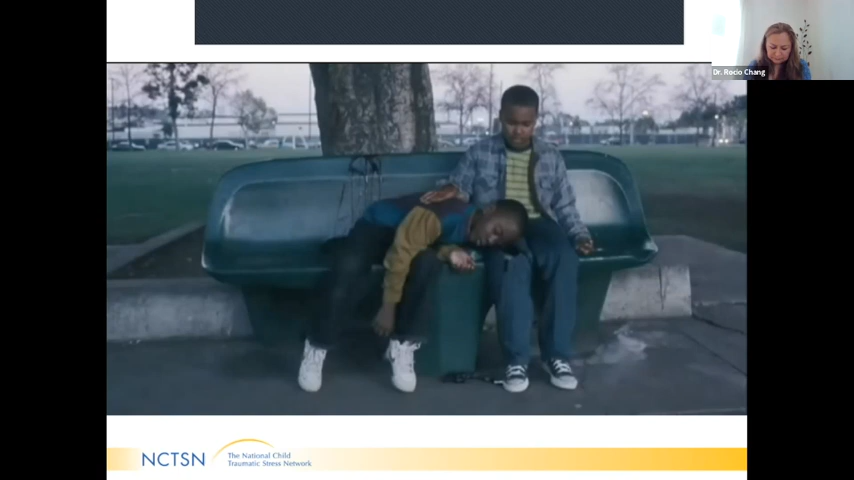 Dr. Rocio Chang
NCTSN
The National Child
Traumatic Stress Network